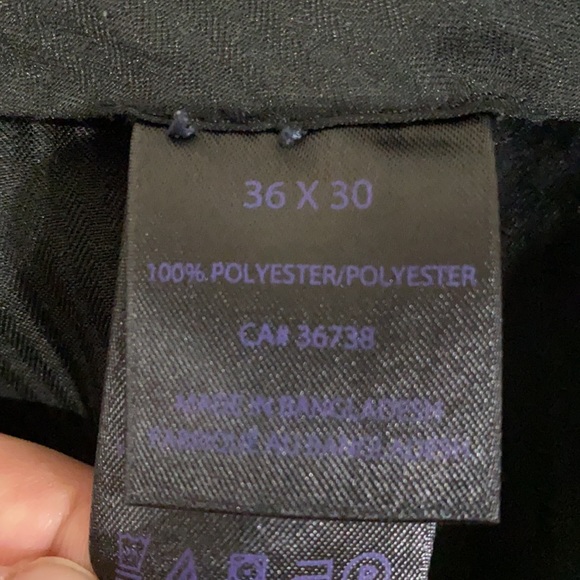 36 X 30
100% POLYESTER/POLYESTER
CA# 36738
MADE IN BANGLADESH
FABRIQUÉ AU BANGLADESH